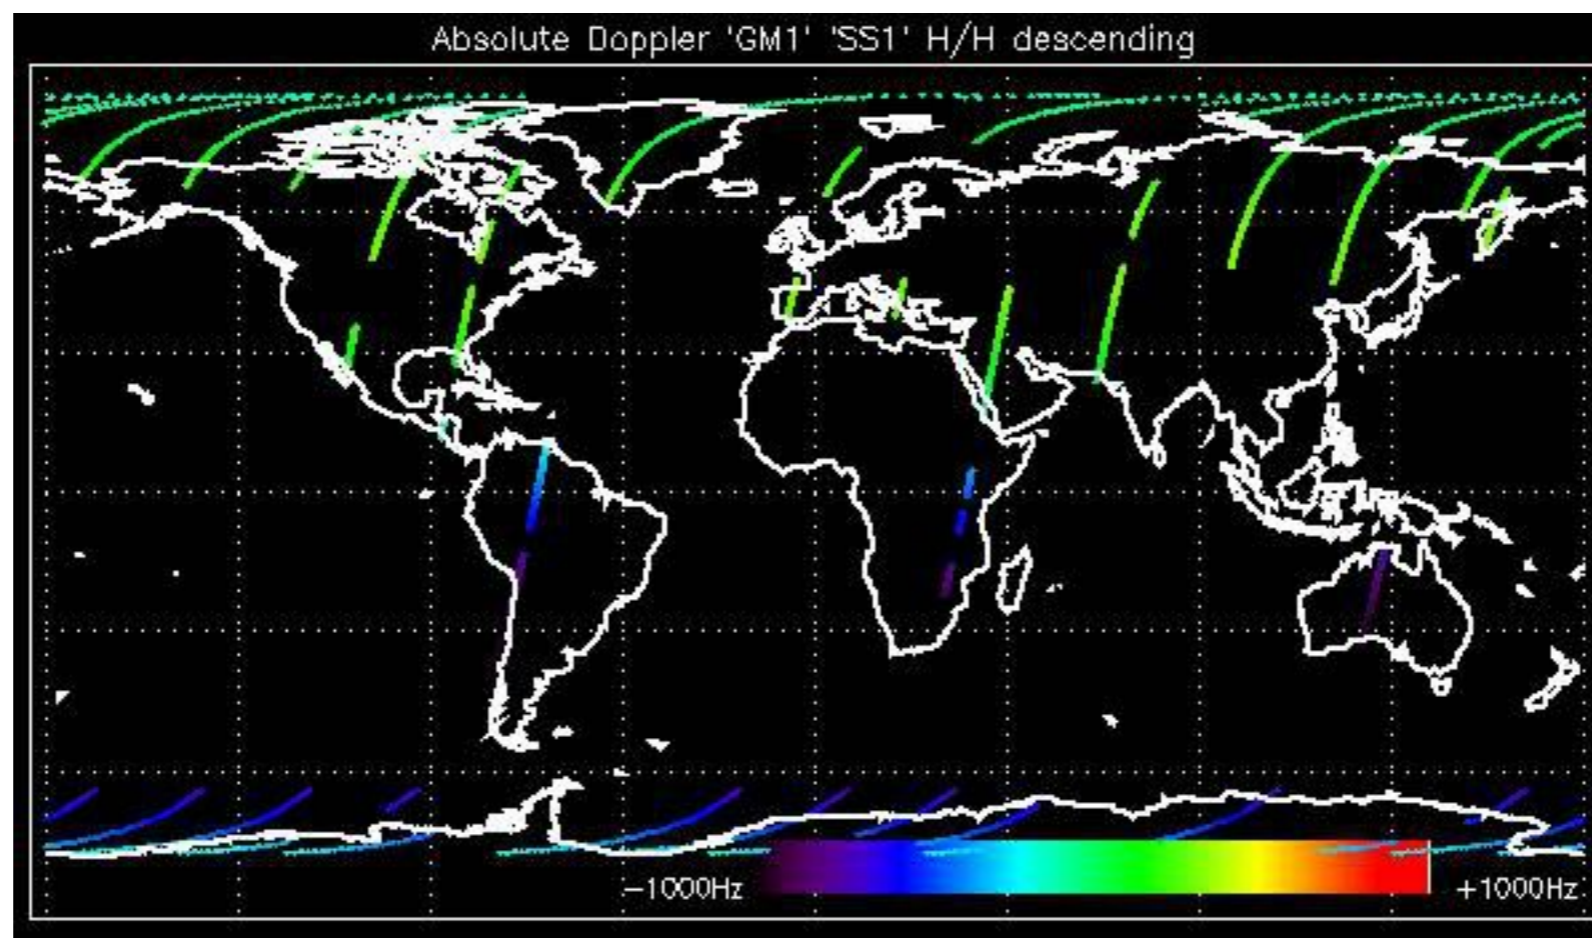 Absolute Doppler 'GM1' 'SS1' H/H descending
−1000Hz
+1000Hz